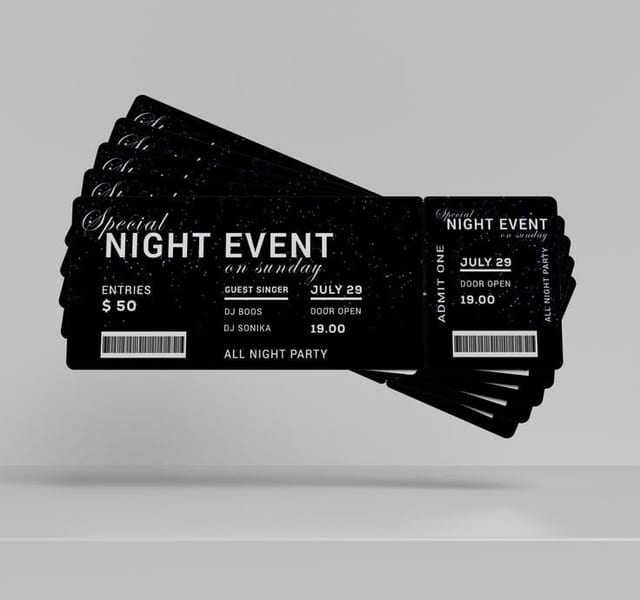 Special
NIGHT EVENT
on sunday
ENTRIES
$ 50
GUEST SINGER
DJ BOOS
DJ SONIKA
JULY 29
DOOR OPEN
19.00
ALL NIGHT PARTY
ADMIT ONE
Special
NIGHT EVENT
on sunday
JULY 29
DOOR OPEN
19.00
ALL NIGHT PARTY